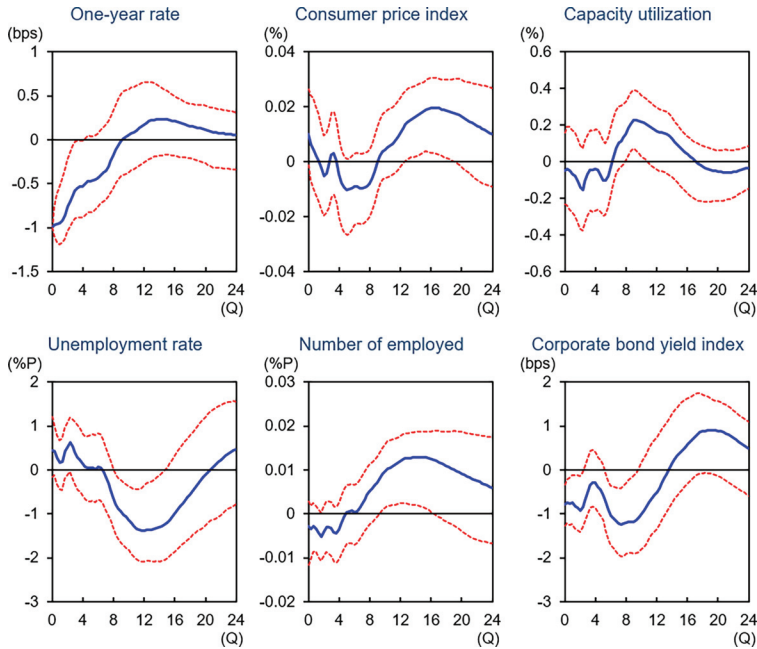 One-year rate
(bps)
1
0.5
0
-0.5
-1
-1.5
0 4 8 12 16 20 24
(Q)
Consumer price index
(%)
0.04
0.02
0
-0.02
-0.04
0 4 8 12 16 20 24
(Q)
Capacity utilization
(%)
0.6
0.4
0.2
0
-0.2
-0.4
-0.6
0 4 8 12 16 20 24
(Q)
Unemployment rate
(%P)
2
1
0
-1
-2
-3
0 4 8 12 16 20 24
(Q)
Number of employed
(%P)
0.03
0.02
0.01
0
-0.01
-0.02
0 4 8 12 16 20 24
(Q)
Corporate bond yield index
(bps)
2
1
0
-1
-2
-3
0 4 8 12 16 20 24
(Q)